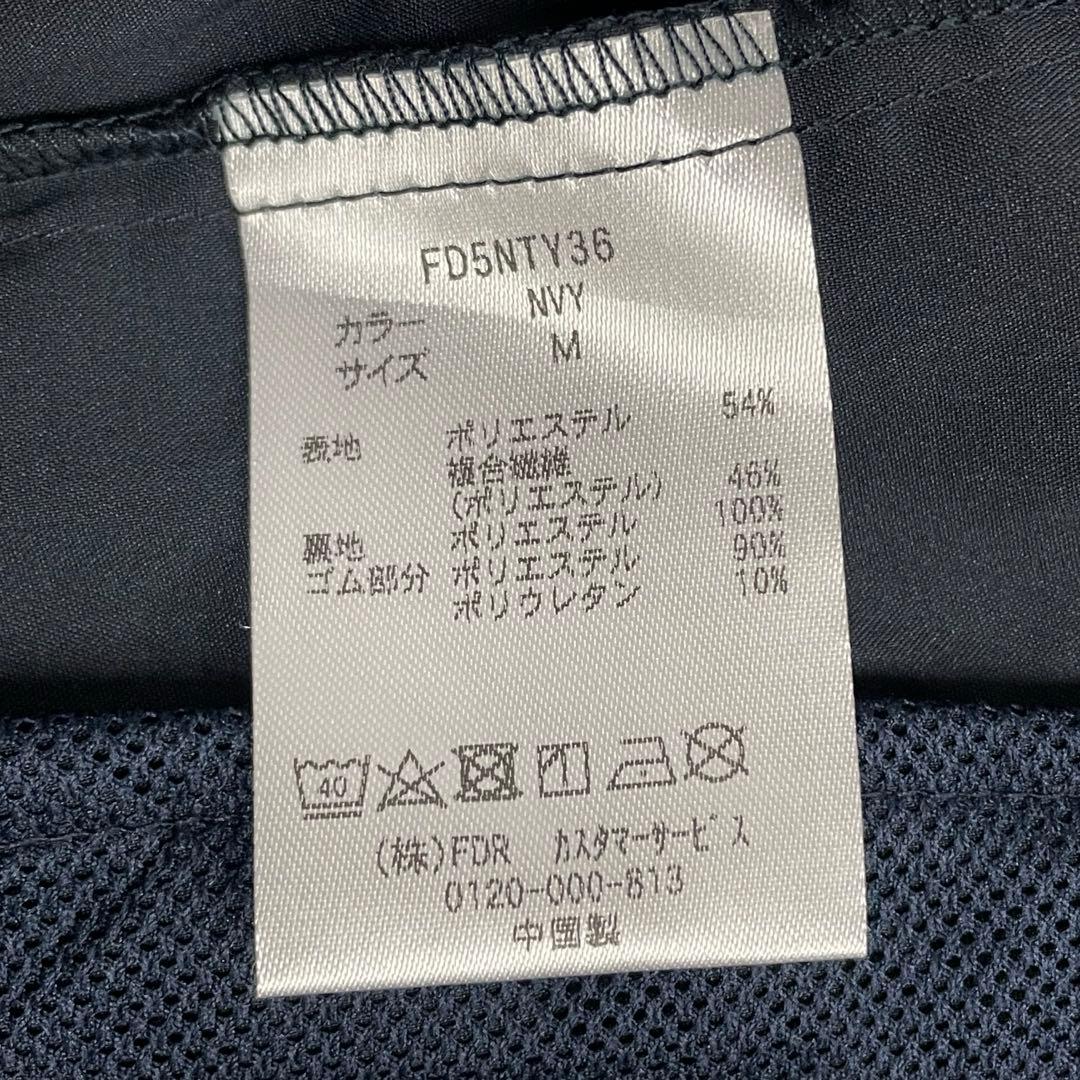 FD5NTY36
カラー NVY
サイズ M
表地 ポリエステル 54%
複合繊維
(ポリエステル) 46%
裏地 ポリエステル 100%
ゴム部分 ポリエステル 90%
ポリウレタン 10%
40
(株)FDR カスタマーサービス
0120-000-813
中国製